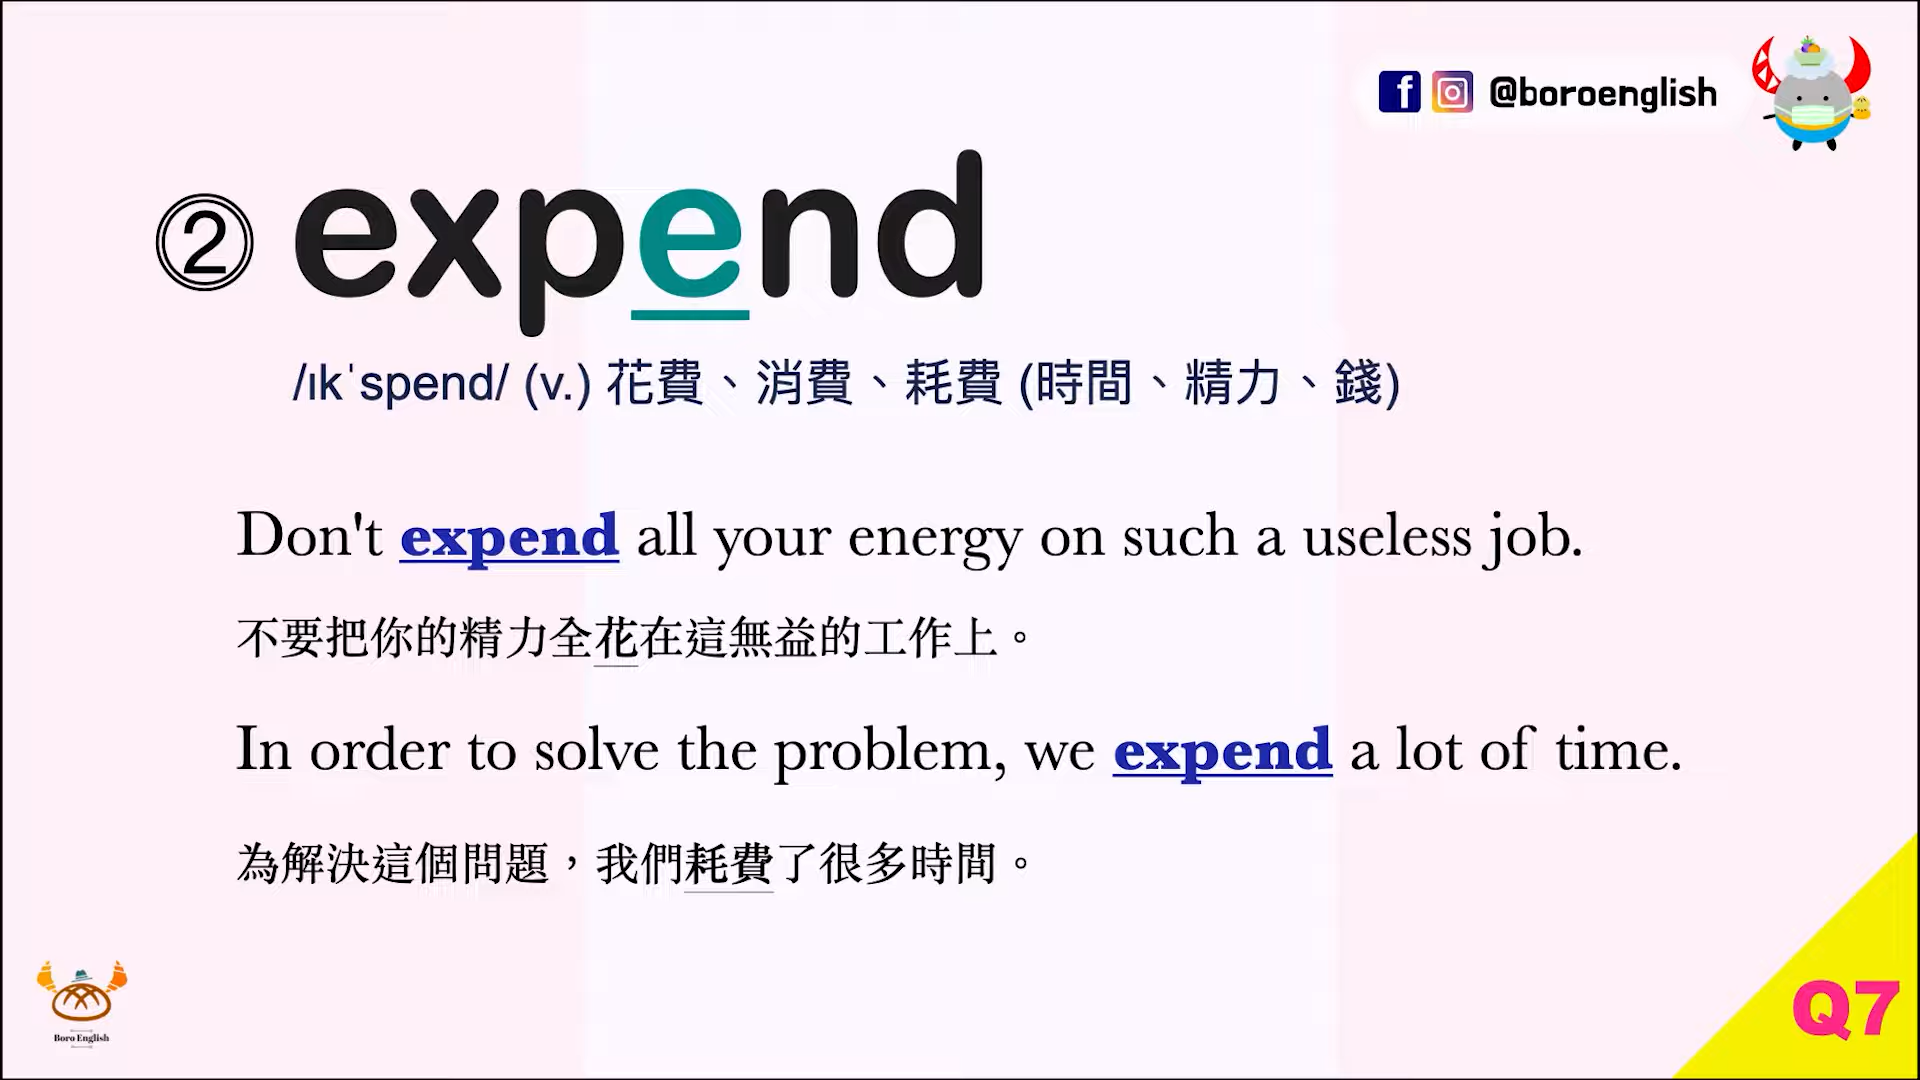 @boroenglish
② expend
/ɪkˈspend/ (v.) 花費、消費、耗費 (時間、精力、錢)
Don't expend all your energy on such a useless job.
不要把你的精力全花在這無益的工作上。
In order to solve the problem, we expend a lot of time.
為解決這個問題，我們耗費了很多時間。
Boro English
Q7